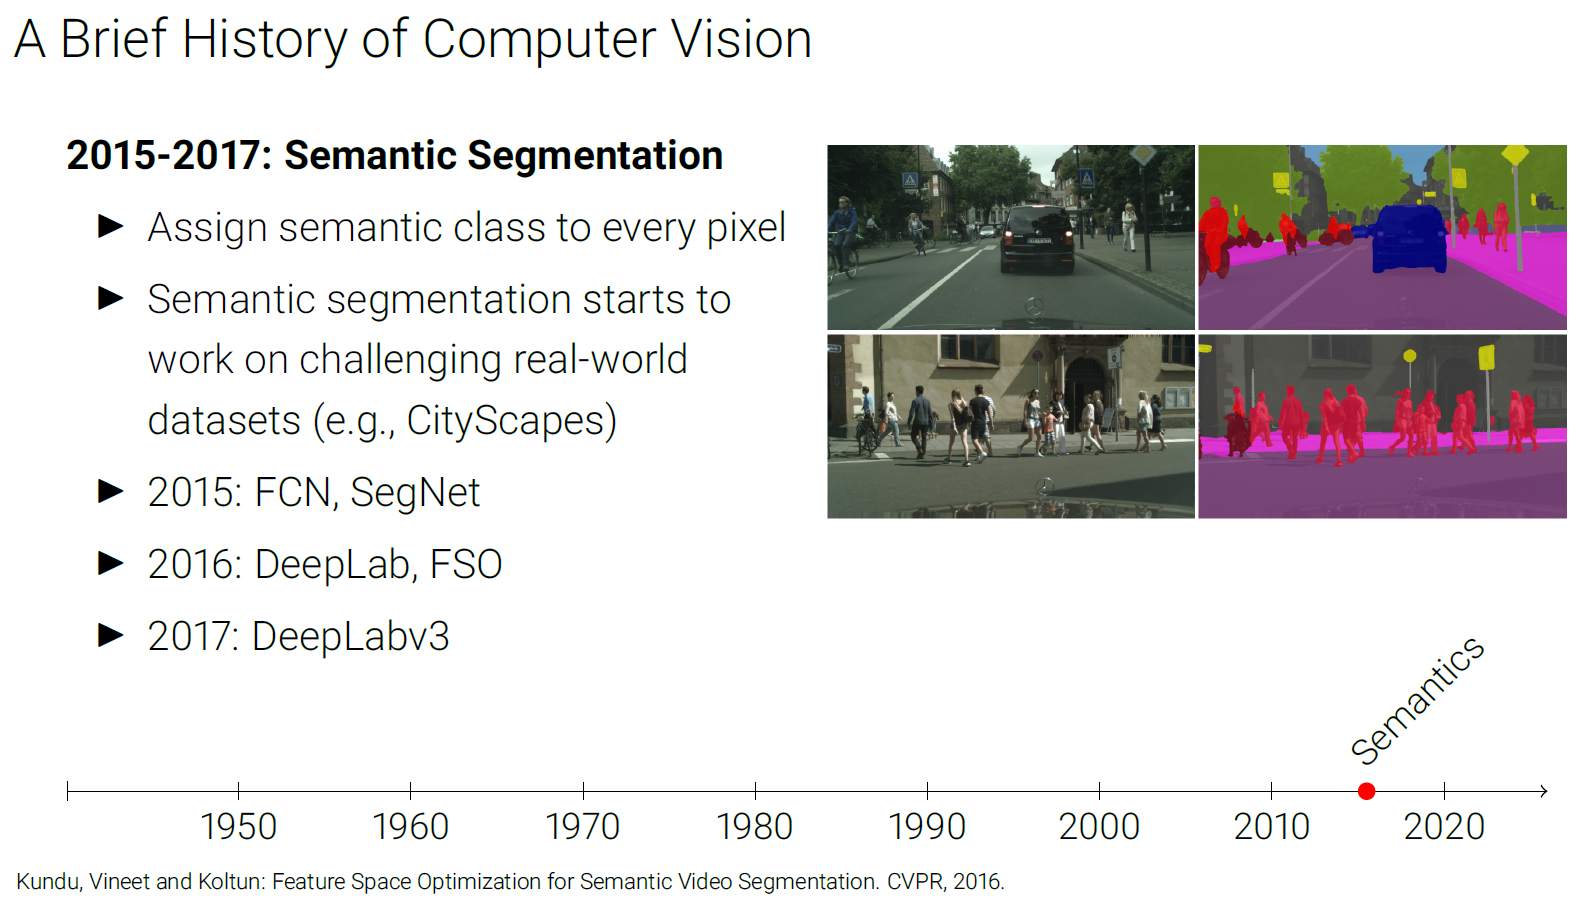 A Brief History of Computer Vision
2015-2017: Semantic Segmentation
► Assign semantic class to every pixel
► Semantic segmentation starts to
work on challenging real-world
datasets (e.g., CityScapes)
► 2015: FCN, SegNet
► 2016: DeepLab, FSO
► 2017: DeepLabv3
Semantics
1950 1960 1970 1980 1990 2000 2010 2020
Kundu, Vineet and Koltun: Feature Space Optimization for Semantic Video Segmentation. CVPR, 2016.